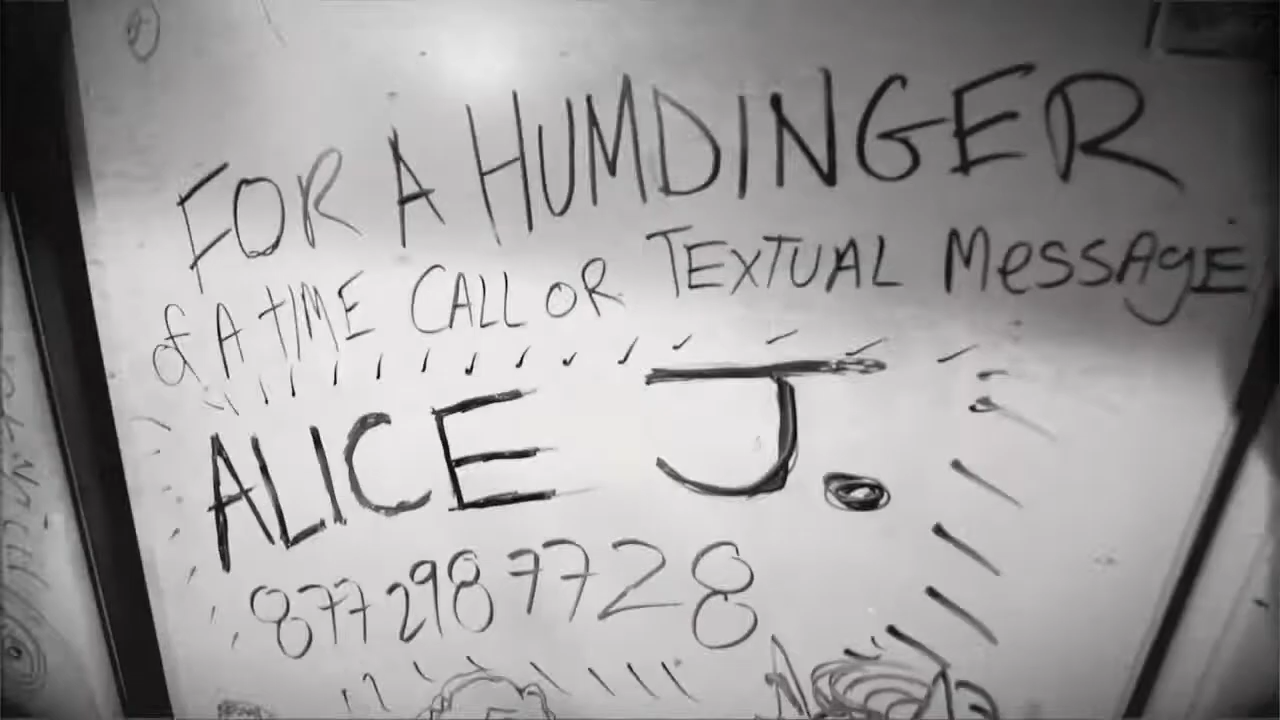 FOR A HUMDINGER
of A tIME CALL OR TEXTUAL MessAgE
ALICE J.
8772987728